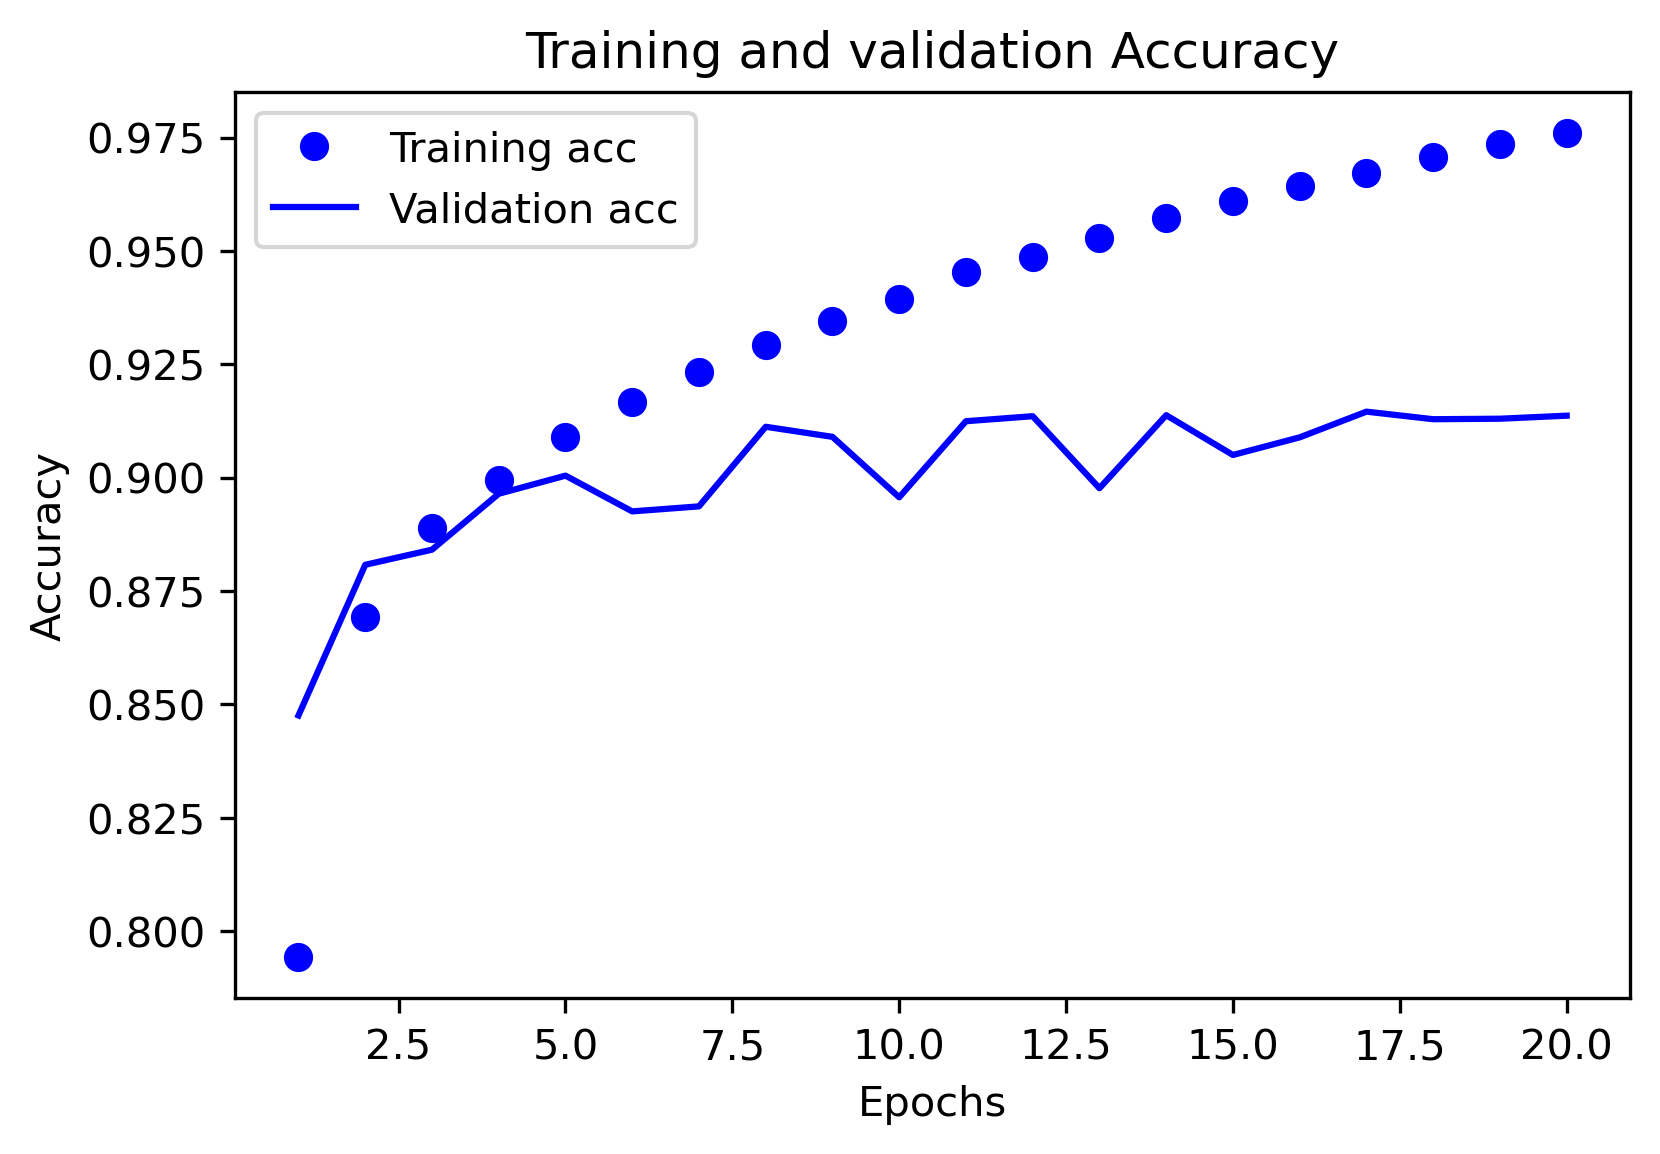 Training and validation Accuracy
Training acc
Validation acc
0.975
0.950
0.925
0.900
0.875
0.850
0.825
0.800
Accuracy
2.5 5.0 7.5 10.0 12.5 15.0 17.5 20.0
Epochs